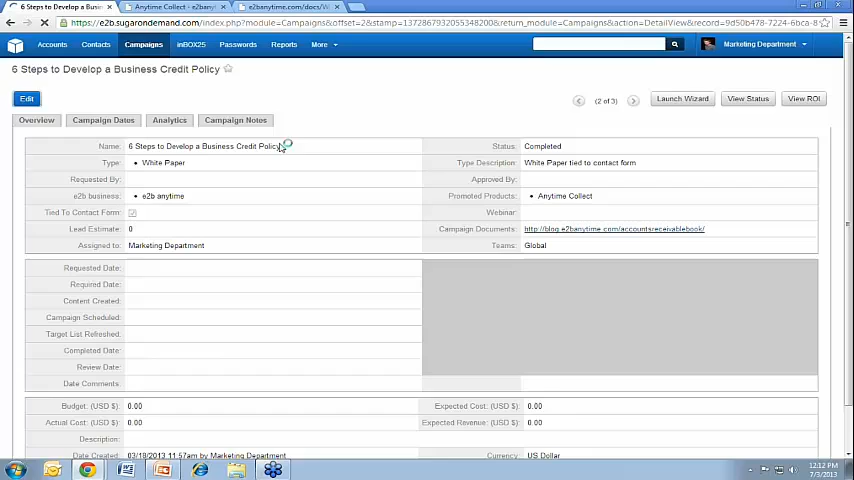 6 Steps to Develop a Busin
Anytime Collect - e2bany
e2banytime.com/docs/W
https://e2b.sugarondemand.com/index.php?module=Campaigns&offset=2&stamp=1372867932055348200&return_module=Campaigns&action=DetailView&record=9d50b478-7224-6bca-8
Accounts Contacts Campaigns inBOX25 Passwords Reports More
Marketing Department
6 Steps to Develop a Business Credit Policy
Edit
(2 of 3)
Launch Wizard View Status View ROI
Overview Campaign Dates Analytics Campaign Notes
Name: 6 Steps to Develop a Business Credit Policy Status: Completed
Type: • White Paper Type Description: White Paper tied to contact form
Requested By: Approved By:
e2b business: • e2b anytime Promoted Products: • Anytime Collect
Tied To Contact Form: Webinar:
Lead Estimate: 0 Campaign Documents: http://blog.e2banytime.com/accountsreceivablebook/
Assigned to: Marketing Department Teams: Global
Requested Date:
Required Date:
Content Created:
Campaign Scheduled:
Target List Refreshed:
Completed Date:
Review Date:
Date Comments:
Budget: (USD $): 0.00 Expected Cost: (USD $): 0.00
Actual Cost: (USD $): 0.00 Expected Revenue: (USD $): 0.00
Description:
Date Created: 03/18/2013 11:57am by Marketing Department Currency: US Dollar
12:12 PM
7/3/2013